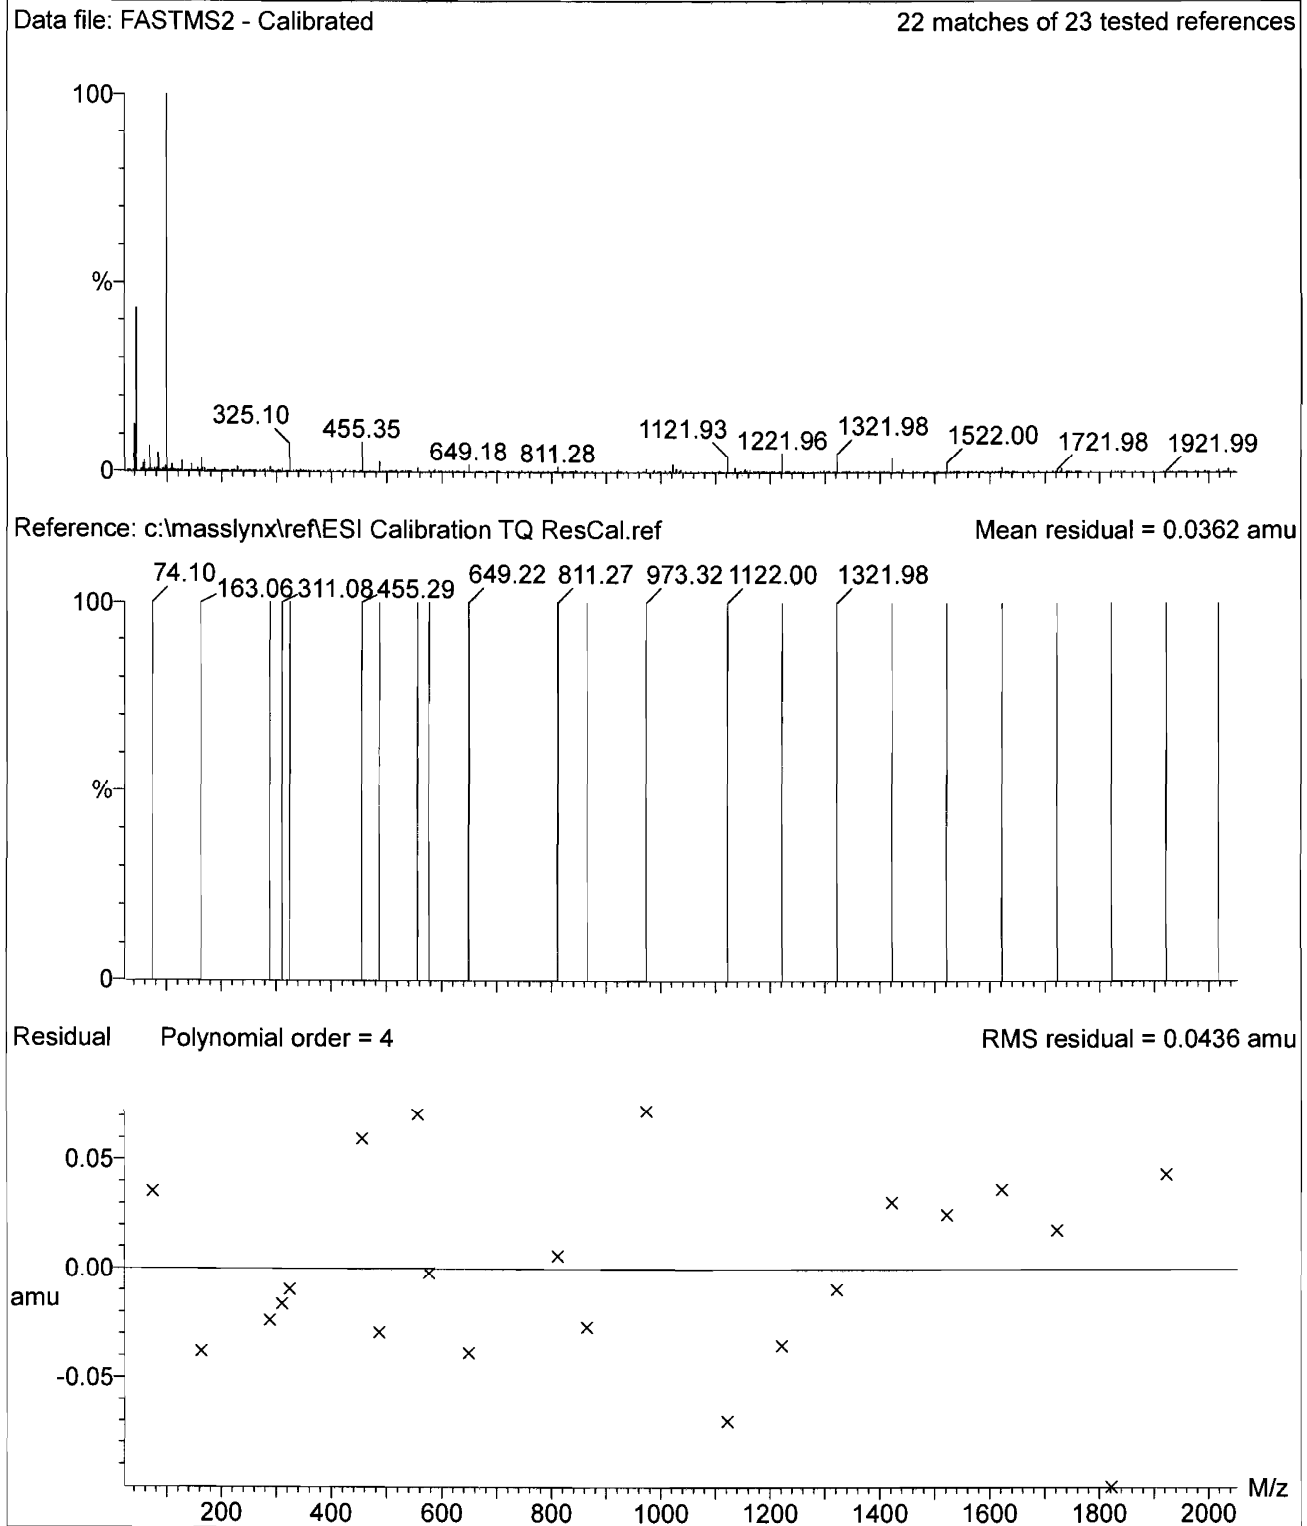 Data file: FASTMS2 - Calibrated 22 matches of 23 tested references
100
%
0
325.10 455.35 649.18 811.28 1121.93 1221.96 1321.98 1522.00 1721.98 1921.99
Reference: c:\masslynx\ref\ESI Calibration TQ ResCal.ref Mean residual = 0.0362 amu
74.10 163.06 311.08 455.29 649.22 811.27 973.32 1122.00 1321.98
100
%
0
Residual Polynomial order = 4 RMS residual = 0.0436 amu
0.05
0.00
amu
-0.05
M/z
200 400 600 800 1000 1200 1400 1600 1800 2000